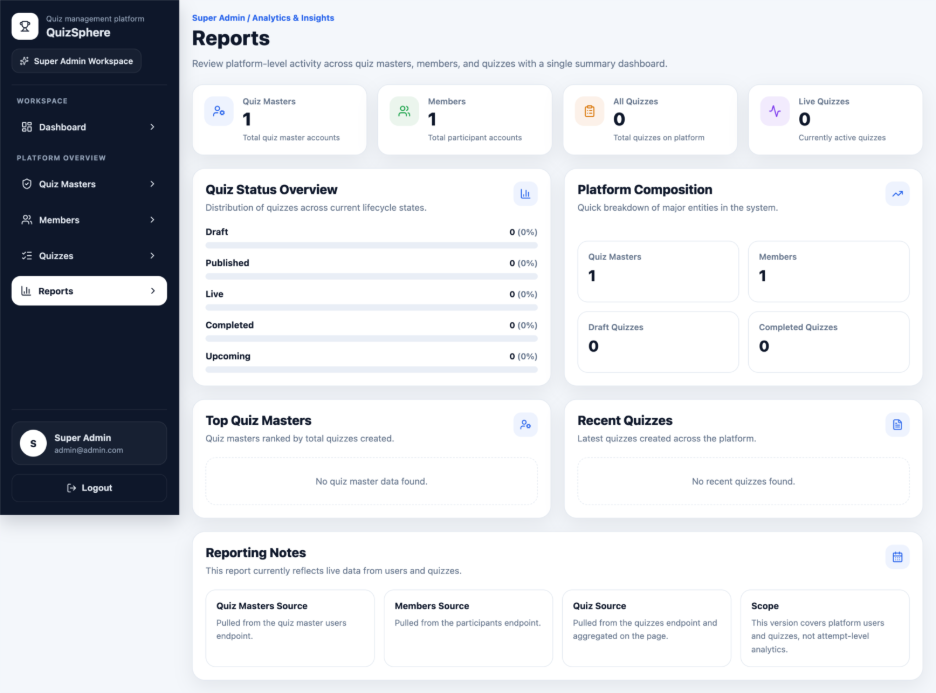 Quiz management platform
QuizSphere
Super Admin Workspace
WORKSPACE
Dashboard
PLATFORM OVERVIEW
Quiz Masters
Members
Quizzes
Reports
S
Super Admin
admin@admin.com
Logout
Super Admin / Analytics & Insights
Reports
Review platform-level activity across quiz masters, members, and quizzes with a single summary dashboard.
Quiz Masters
1
Total quiz master accounts
Members
1
Total participant accounts
All Quizzes
0
Total quizzes on platform
Live Quizzes
0
Currently active quizzes
Quiz Status Overview
Distribution of quizzes across current lifecycle states.
Draft 0 (0%)
Published 0 (0%)
Live 0 (0%)
Completed 0 (0%)
Upcoming 0 (0%)
Platform Composition
Quick breakdown of major entities in the system.
Quiz Masters
1
Members
1
Draft Quizzes
0
Completed Quizzes
0
Top Quiz Masters
Quiz masters ranked by total quizzes created.
No quiz master data found.
Recent Quizzes
Latest quizzes created across the platform.
No recent quizzes found.
Reporting Notes
This report currently reflects live data from users and quizzes.
Quiz Masters Source
Pulled from the quiz master users
endpoint.
Members Source
Pulled from the participants endpoint.
Quiz Source
Pulled from the quizzes endpoint and
aggregated on the page.
Scope
This version covers platform users
and quizzes, not attempt-level
analytics.